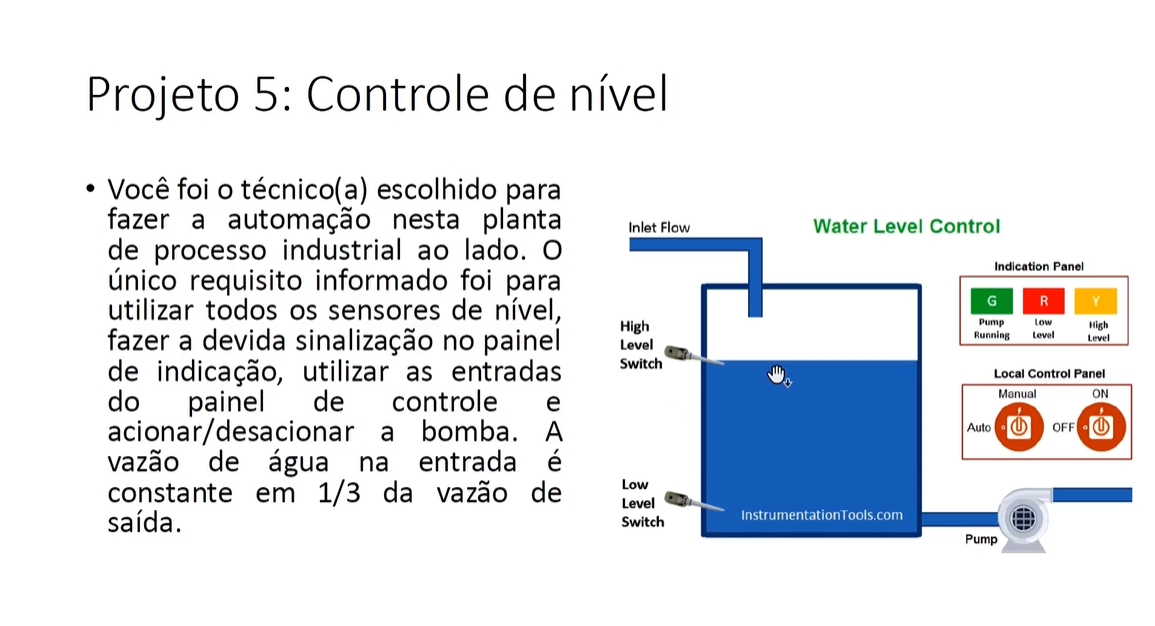 Projeto 5: Controle de nível
• Você foi o técnico(a) escolhido para
fazer a automação nesta planta
de processo industrial ao lado. O
único requisito informado foi para
utilizar todos os sensores de nível,
fazer a devida sinalização no painel
de indicação, utilizar as entradas
do painel de controle e
acionar/desacionar a bomba. A
vazão de água na entrada é
constante em 1/3 da vazão de
saída.
Inlet Flow
Water Level Control
Indication Panel
G R Y
Pump
Running
Low
Level
High
Level
High
Level
Switch
Local Control Panel
Manual ON
Auto OFF
Low
Level
Switch
InstrumentationTools.com
Pump